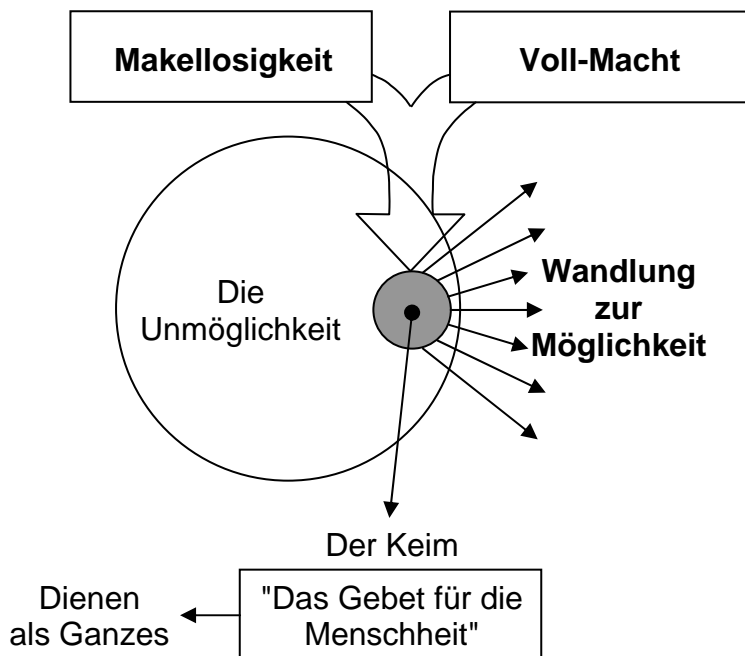 Makellosigkeit
Voll-Macht
Die
Unmöglichkeit
Wandlung
zur
Möglichkeit
Der Keim
"Das Gebet für die
Menschheit"
Dienen
als Ganzes